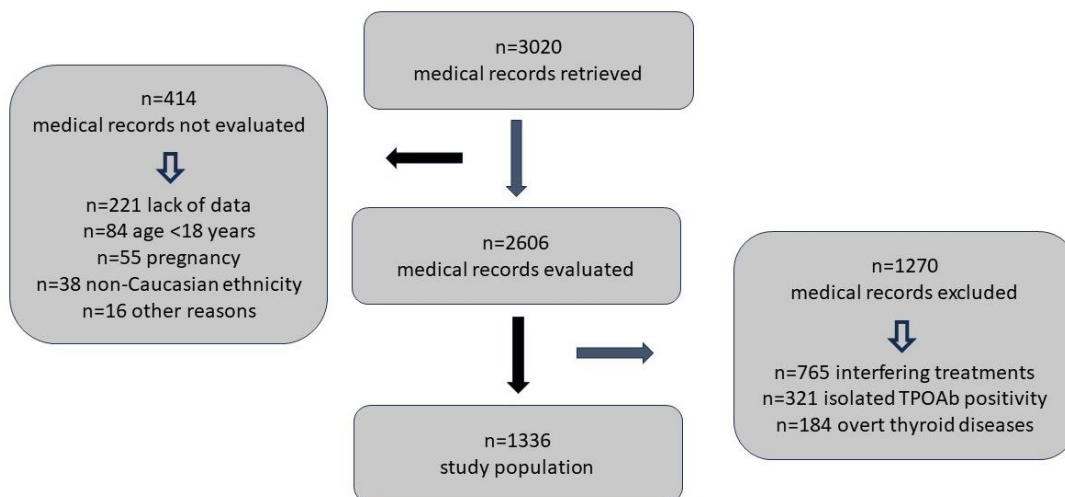 n=3020
medical records retrieved
n=414
medical records not evaluated
n=221 lack of data
n=84 age <18 years
n=55 pregnancy
n=38 non-Caucasian ethnicity
n=16 other reasons
n=2606
medical records evaluated
n=1270
medical records excluded
n=765 interfering treatments
n=321 isolated TPOAb positivity
n=184 overt thyroid diseases
n=1336
study population